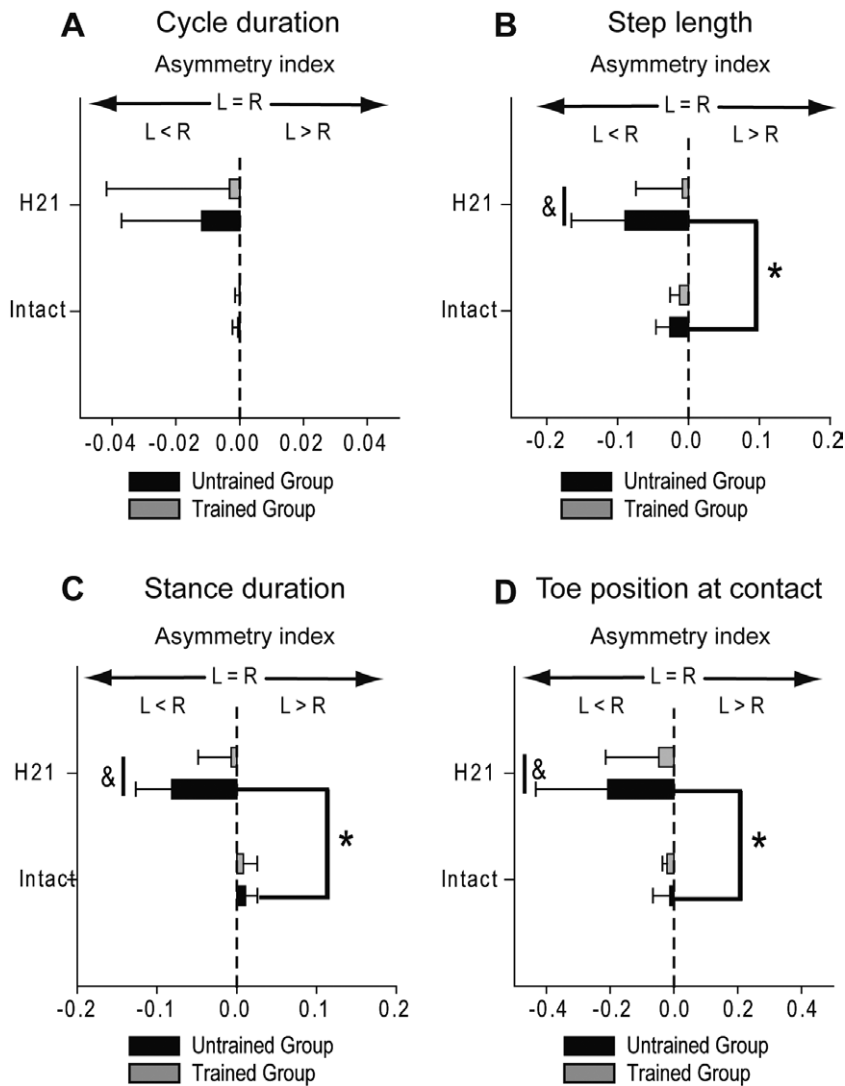 A Cycle duration
Asymmetry index
L = R
L < R L > R
H21
Intact
-0.04 -0.02 0.00 0.02 0.04
Untrained Group
Trained Group
B Step length
Asymmetry index
L = R
L < R L > R
H21
&
*
Intact
-0.2 -0.1 0.0 0.1 0.2
Untrained Group
Trained Group
C Stance duration
Asymmetry index
L = R
L < R L > R
H21
&
*
Intact
-0.2 -0.1 0.0 0.1 0.2
Untrained Group
Trained Group
D Toe position at contact
Asymmetry index
L = R
L < R L > R
H21
&
*
Intact
-0.4 -0.2 0.0 0.2 0.4
Untrained Group
Trained Group